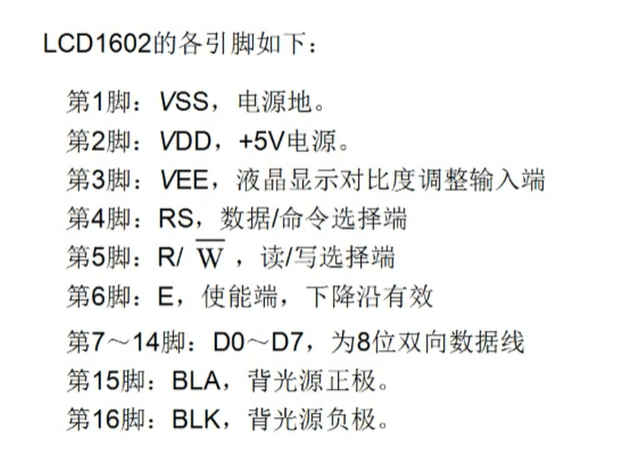 LCD1602的各引脚如下：
第1脚：VSS，电源地。
第2脚：VDD，+5V电源。
第3脚：VEE，液晶显示对比度调整输入端
第4脚：RS，数据/命令选择端
第5脚：R/ W̅ ，读/写选择端
第6脚：E，使能端，下降沿有效
第7～14脚：D0～D7，为8位双向数据线
第15脚：BLA，背光源正极。
第16脚：BLK，背光源负极。